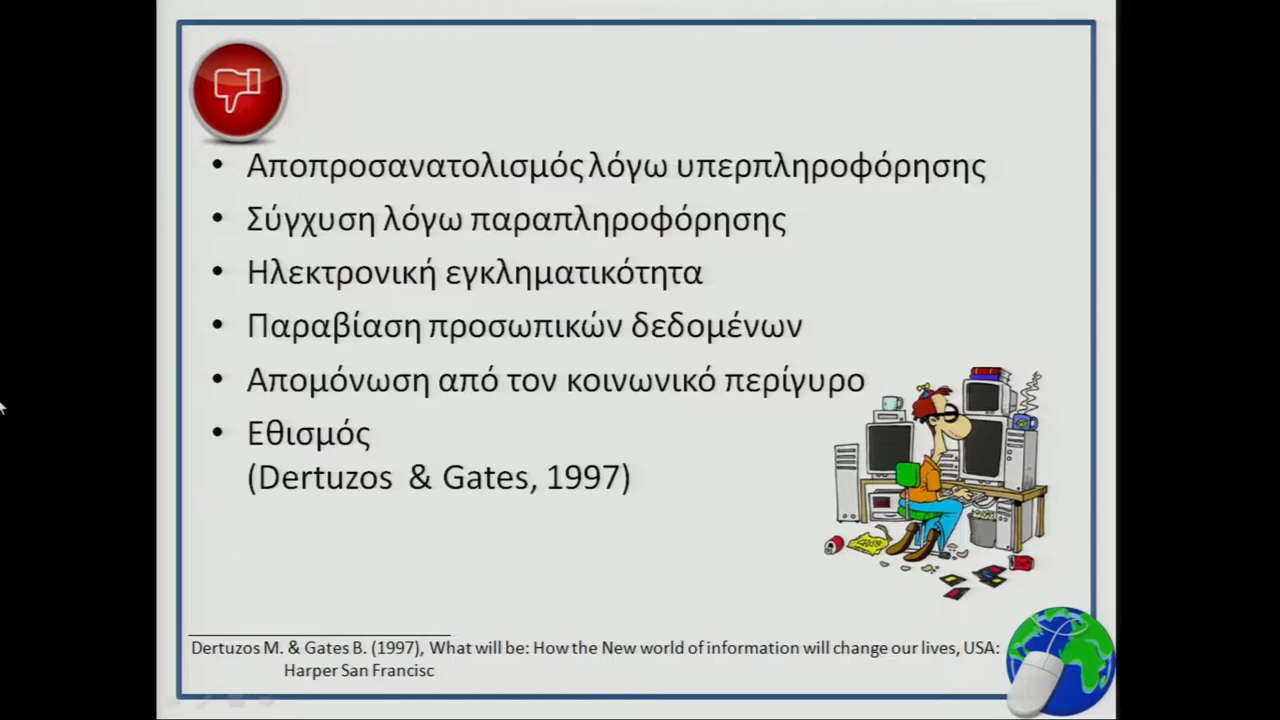 • Αποπροσανατολισμός λόγω υπερπληροφόρησης
• Σύγχυση λόγω παραπληροφόρησης
• Ηλεκτρονική εγκληματικότητα
• Παραβίαση προσωπικών δεδομένων
• Απομόνωση από τον κοινωνικό περίγυρο
• Εθισμός
(Dertuzos & Gates, 1997)
Dertuzos M. & Gates B. (1997), What will be: How the New world of information will change our lives, USA:
Harper San Francisc